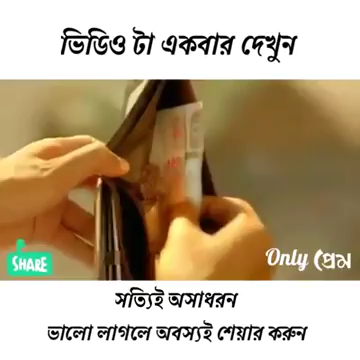 ভিডিও টা একবার দেখুন
SHARE
Only প্রেম
সত্যিই অসাধরন
ভালো লাগলে অবস্যই শেয়ার করুন